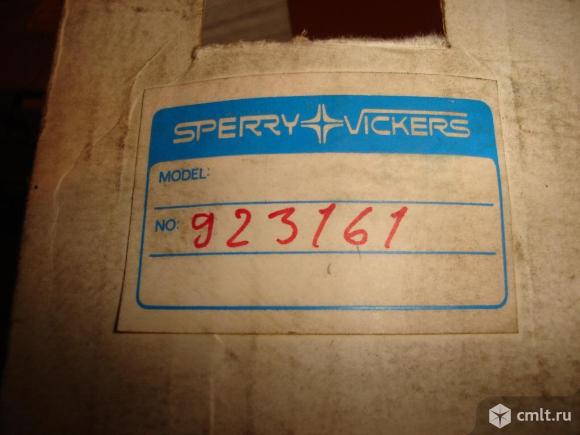 SPERRY VICKERS
MODEL:
NO: 923161
cmlt.ru